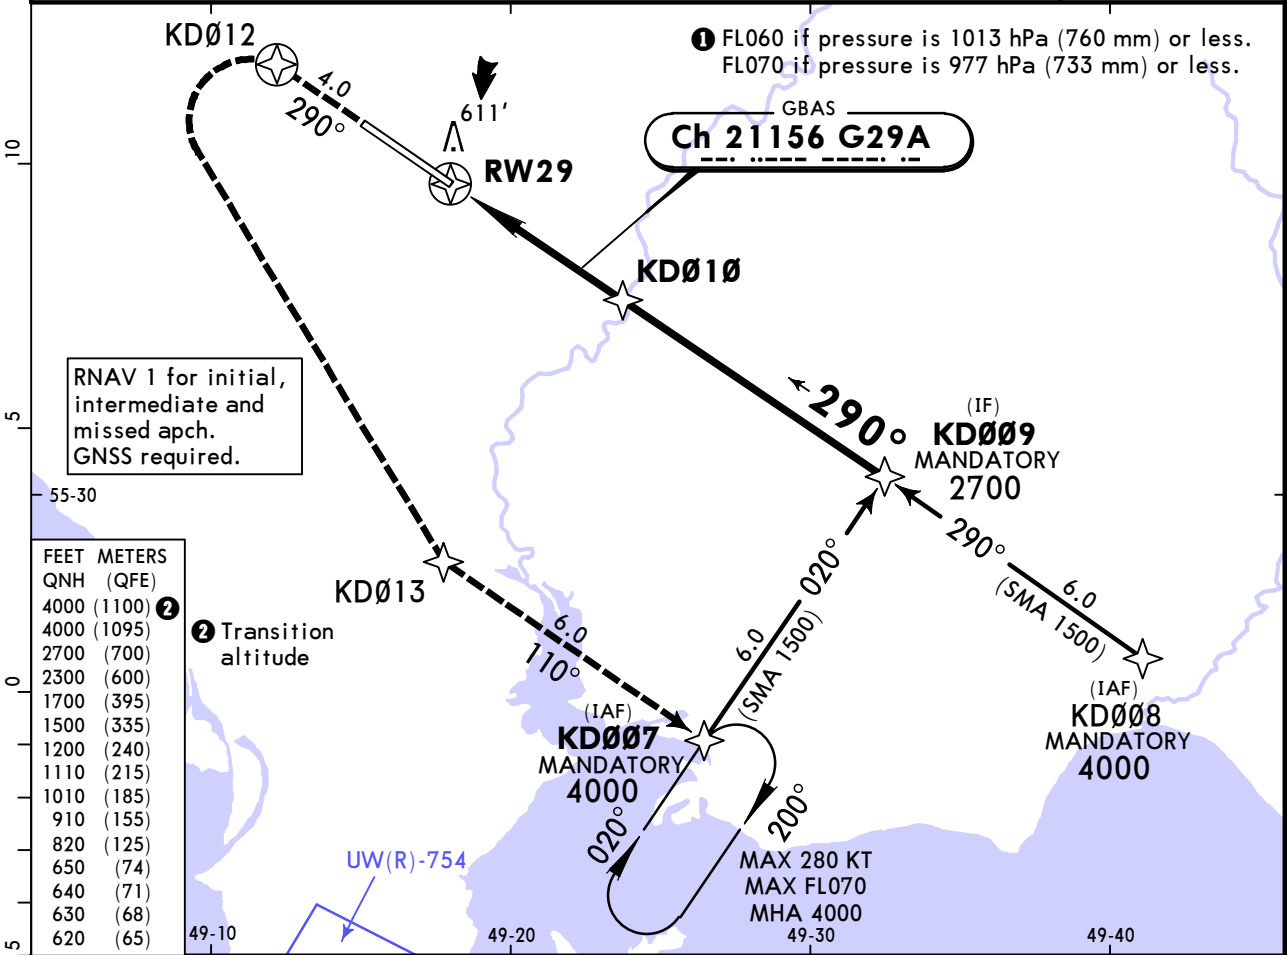 KDØ12
❶ FL060 if pressure is 1013 hPa (760 mm) or less.
FL070 if pressure is 977 hPa (733 mm) or less.
4.0
290°
611'
GBAS
Ch 21156 G29A
RW29
10
KDØ1Ø
RNAV 1 for initial,
intermediate and
missed apch.
GNSS required.
5
290°
(IF)
KDØØ9
MANDATORY
2700
55-30
290°
6.0
(SMA 1500)
020°
6.0
(SMA 1500)
KDØ13
FEET METERS
QNH (QFE)
4000 (1100) ❷
4000 (1095)
2700 (700)
2300 (600)
1700 (395)
1500 (335)
1200 (240)
1110 (215)
1010 (185)
910 (155)
820 (125)
650 (74)
640 (71)
630 (68)
620 (65)
❷ Transition
altitude
6.0
110°
0
(IAF)
KDØØ7
MANDATORY
4000
(IAF)
KDØØ8
MANDATORY
4000
020°
200°
MAX 280 KT
MAX FL070
MHA 4000
UW(R)-754
5
49-10
49-20
49-30
49-40